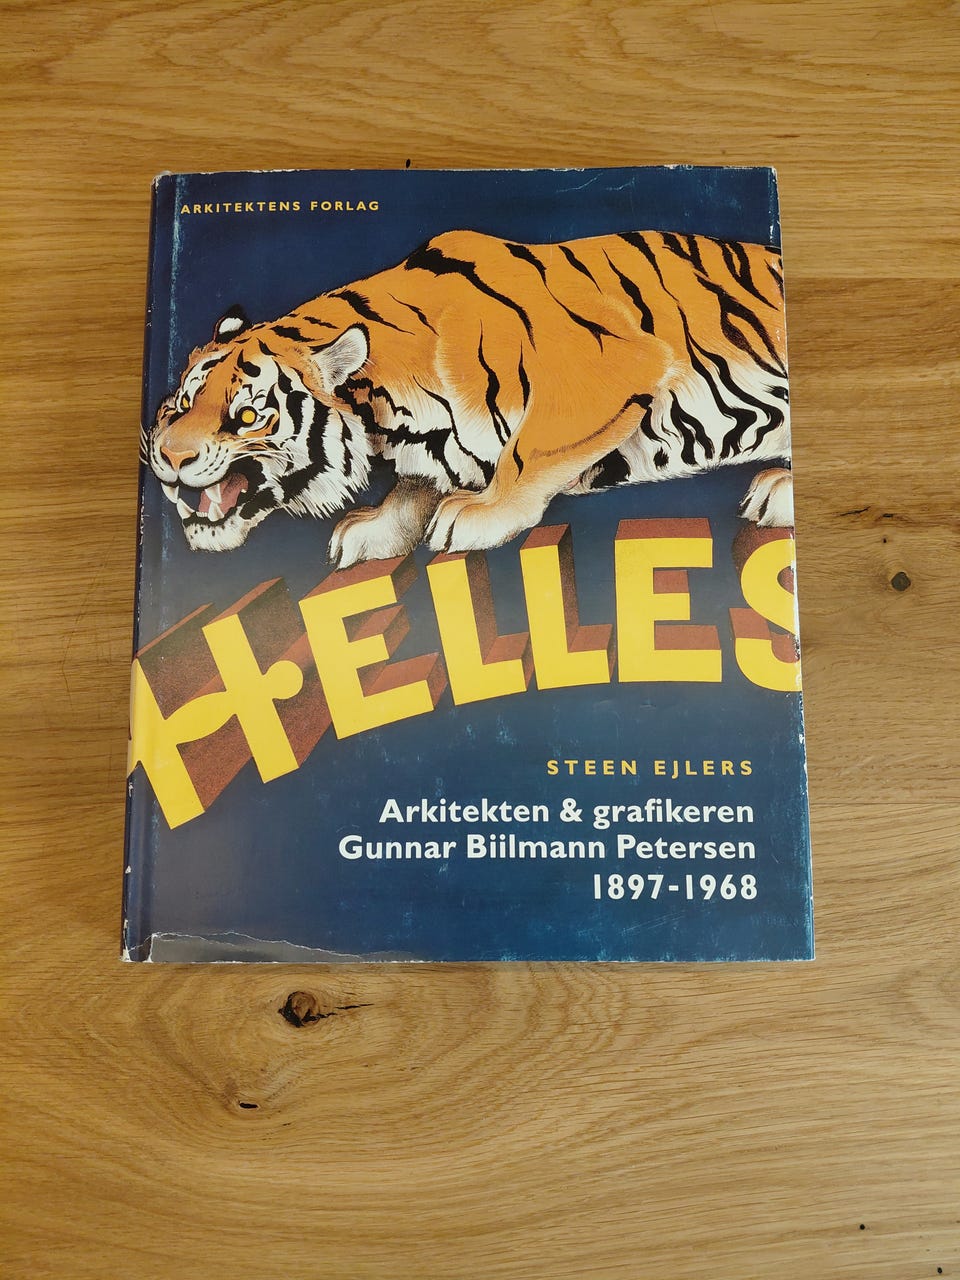 ARKITEKTENS FORLAG
HELLES
STEEN EJLERS
Arkitekten & grafikeren
Gunnar Biilmann Petersen
1897-1968